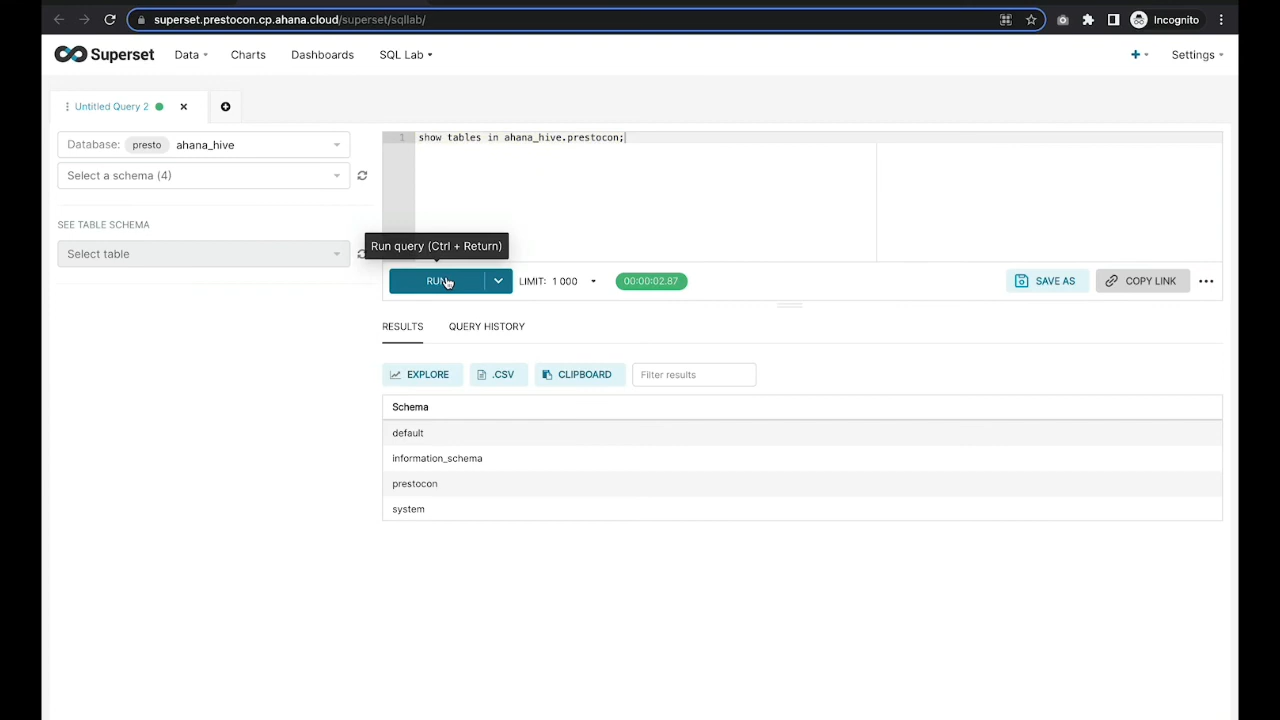 superset.prestocon.cp.ahana.cloud/superset/sqllab/
Incognito
Superset
Data
Charts
Dashboards
SQL Lab
+
Settings
Untitled Query 2
Database: presto ahana_hive
Select a schema (4)
SEE TABLE SCHEMA
Select table
1 show tables in ahana_hive.prestocon;
Run query (Ctrl + Return)
RUN
LIMIT: 1 000
00:00:02.87
SAVE AS
COPY LINK
RESULTS
QUERY HISTORY
EXPLORE
.CSV
CLIPBOARD
Filter results
Schema
default
information_schema
prestocon
system